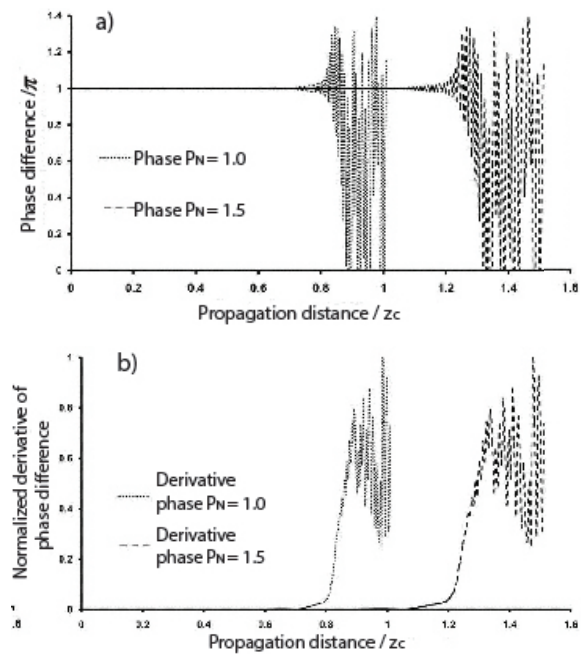 a)
1.4
1.2
1
0.8
0.6
0.4
0.2
0
Phase difference /π
Phase PN = 1.0
Phase PN = 1.5
0 0.2 0.4 0.6 0.8 1 1.2 1.4 1.6
Propagation distance / zc
b)
1
0.8
0.6
0.4
0.2
0
Normalized derivative of
phase difference
Derivative
phase PN = 1.0
Derivative
phase PN = 1.5
0 0.2 0.4 0.6 0.8 1 1.2 1.4 1.6
Propagation distance / zc